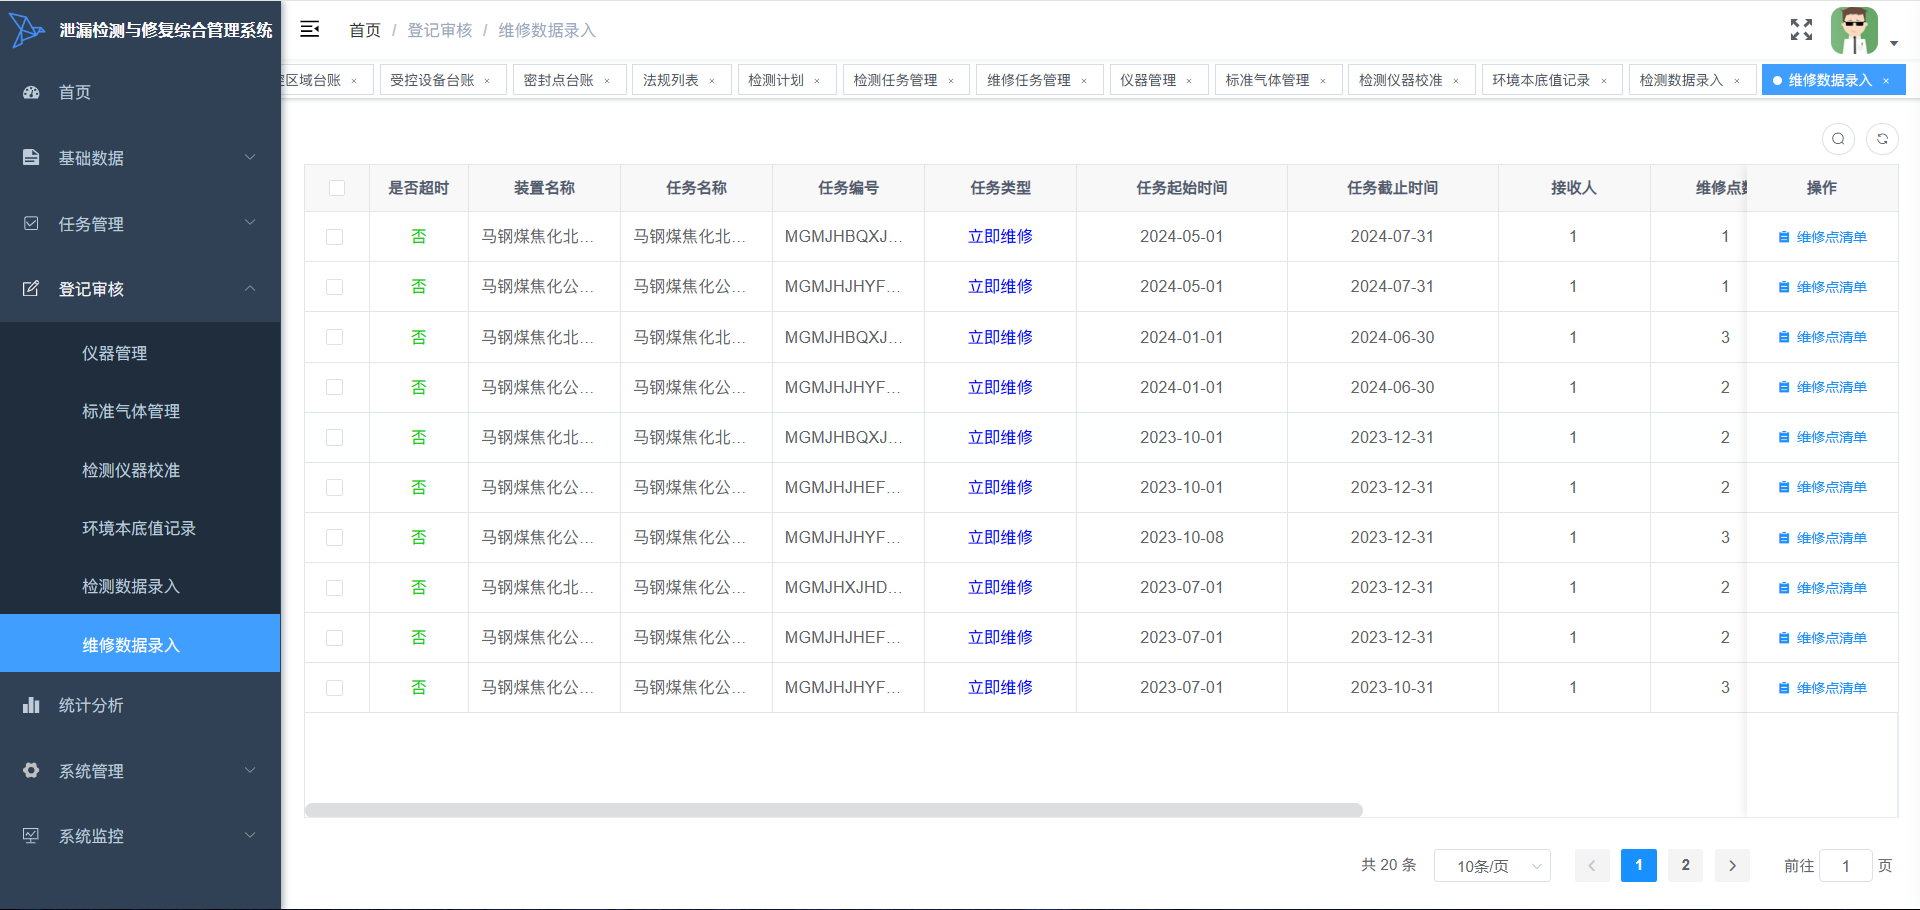 泄漏检测与修复综合管理系统
首页 / 登记审核 / 维修数据录入
区域台账 × 受控设备台账 × 密封点台账 × 法规列表 × 检测计划 × 检测任务管理 × 维修任务管理 × 仪器管理 × 标准气体管理 × 检测仪器校准 × 环境本底值记录 × 检测数据录入 × 维修数据录入 ×
首页
基础数据
任务管理
登记审核
仪器管理
标准气体管理
检测仪器校准
环境本底值记录
检测数据录入
维修数据录入
统计分析
系统管理
系统监控
是否超时 装置名称 任务名称 任务编号 任务类型 任务起始时间 任务截止时间 接收人 维修点 操作
否 马钢煤焦化北... 马钢煤焦化北... MGMJHBQXJ... 立即维修 2024-05-01 2024-07-31 1 1 维修点清单
否 马钢煤焦化公... 马钢煤焦化公... MGMJHJHYF... 立即维修 2024-05-01 2024-07-31 1 1 维修点清单
否 马钢煤焦化北... 马钢煤焦化北... MGMJHBQXJ... 立即维修 2024-01-01 2024-06-30 1 3 维修点清单
否 马钢煤焦化公... 马钢煤焦化公... MGMJHJHYF... 立即维修 2024-01-01 2024-06-30 1 2 维修点清单
否 马钢煤焦化北... 马钢煤焦化北... MGMJHBQXJ... 立即维修 2023-10-01 2023-12-31 1 2 维修点清单
否 马钢煤焦化公... 马钢煤焦化公... MGMJHJHEF... 立即维修 2023-10-01 2023-12-31 1 2 维修点清单
否 马钢煤焦化公... 马钢煤焦化公... MGMJHJHYF... 立即维修 2023-10-08 2023-12-31 1 3 维修点清单
否 马钢煤焦化北... 马钢煤焦化公... MGMJHXJHD... 立即维修 2023-07-01 2023-12-31 1 2 维修点清单
否 马钢煤焦化公... 马钢煤焦化公... MGMJHJHEF... 立即维修 2023-07-01 2023-12-31 1 2 维修点清单
否 马钢煤焦化公... 马钢煤焦化公... MGMJHJHYF... 立即维修 2023-07-01 2023-10-31 1 3 维修点清单
共 20 条 10条/页 1 2 前往 1 页